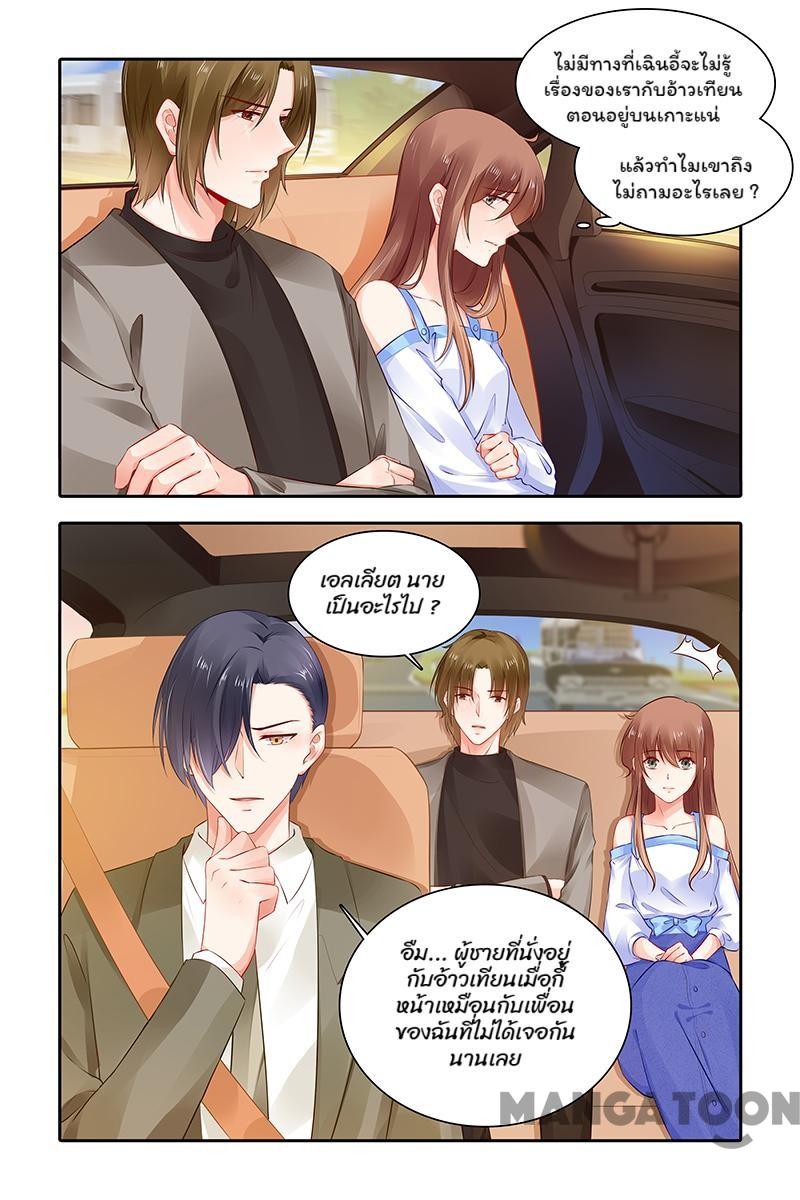 ไม่มีทางที่เฉินอี้จะไม่รู้
เรื่องของเรากับอ้าวเทียน
ตอนอยู่บนเกาะแน่
แล้วทำไมเขาถึง
ไม่ถามอะไรเลย ?
เอลเลียต นาย
เป็นอะไรไป ?
อืม... ผู้ชายที่นั่งอยู่
กับอ้าวเทียนเมื่อกี้
หน้าเหมือนกับเพื่อน
ของฉันที่ไม่ได้เจอกัน
นานเลย
MANGATOON